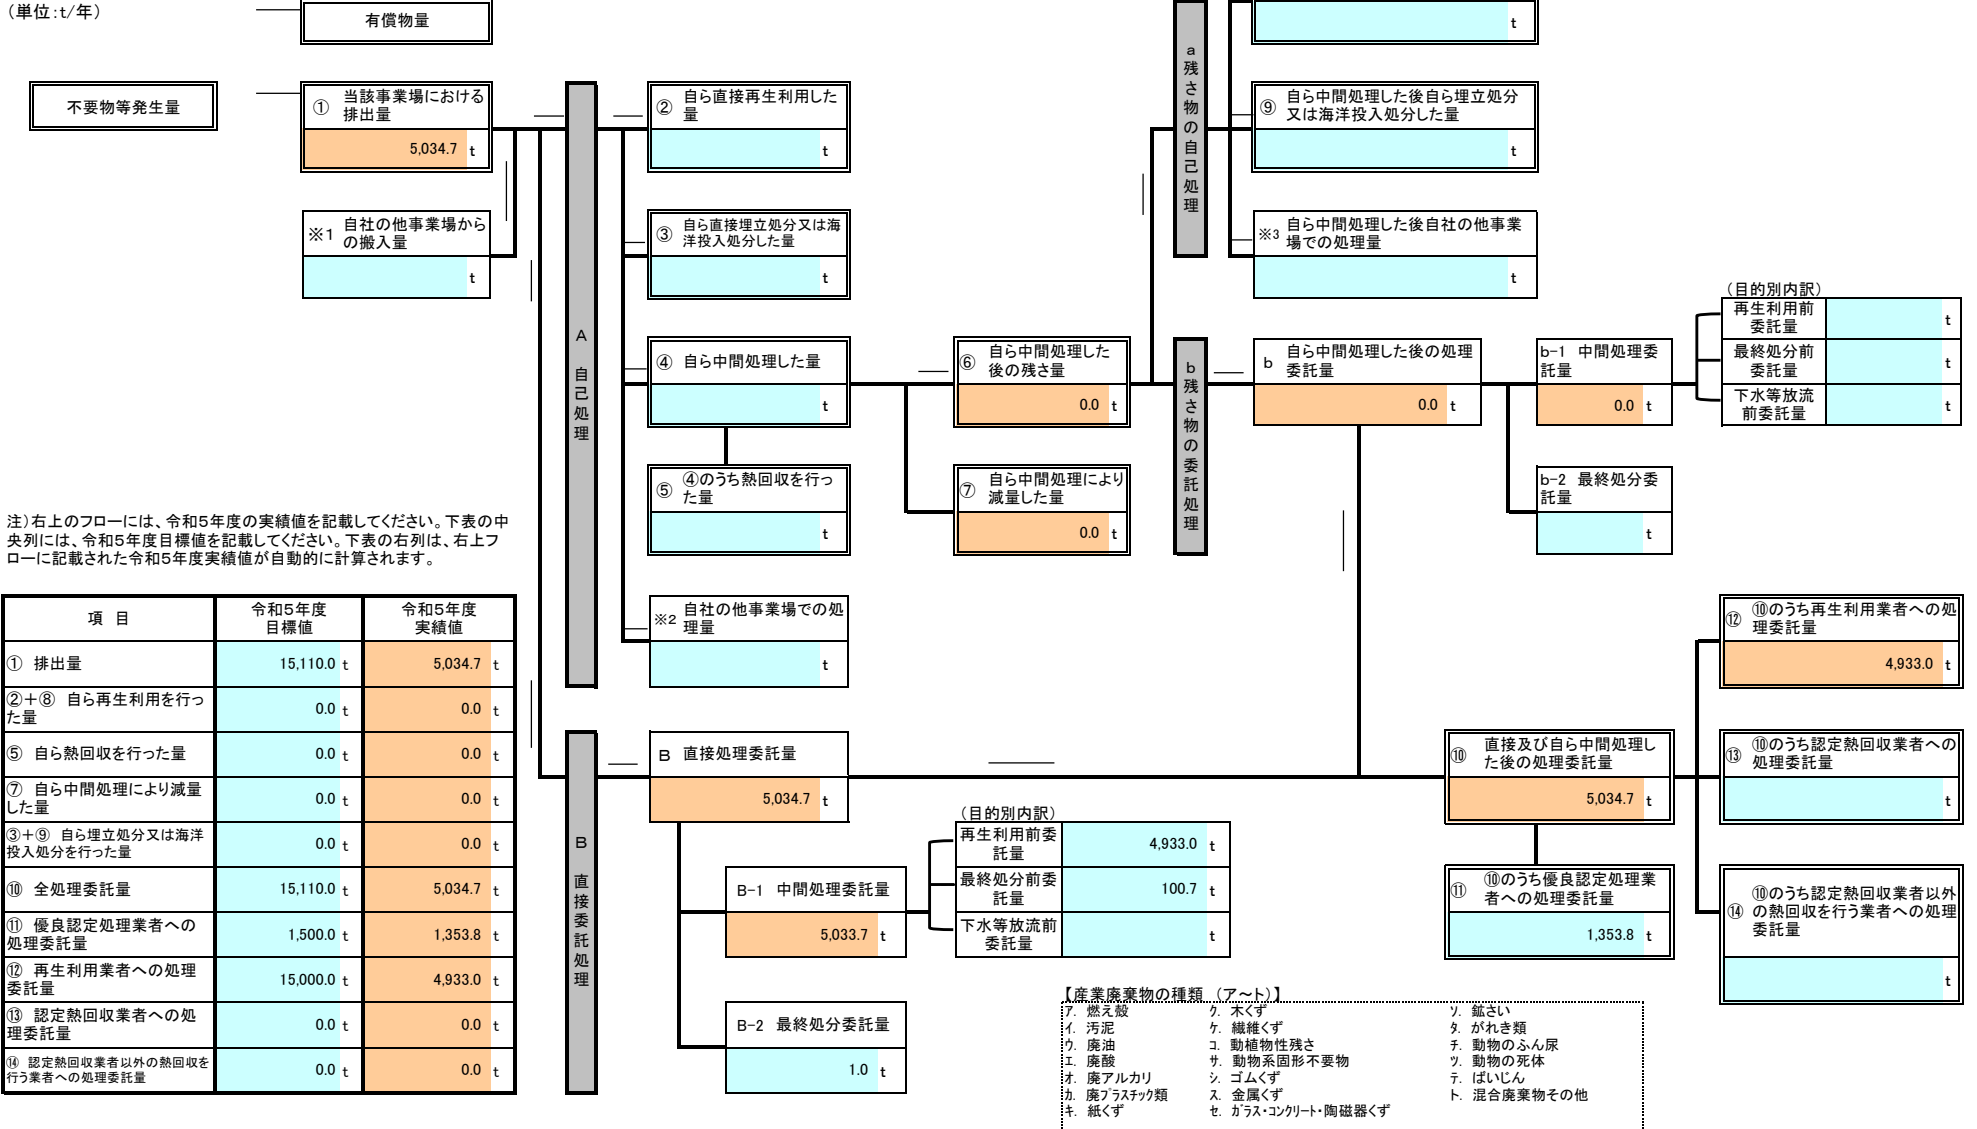 （単位：t/年）
有償物量
t
不要物等発生量
① 当該事業場における
排出量
5,034.7 t
※1 自社の他事業場から
の搬入量
t
A 自己処理
② 自ら直接再生利用した
量
t
③ 自ら直接埋立処分又は海
洋投入処分した量
t
④ 自ら中間処理した量
t
⑤ ④のうち熱回収を行っ
た量
t
※2 自社の他事業場での処
理量
t
⑥ 自ら中間処理した
後の残さ量
0.0 t
⑦ 自ら中間処理により
減量した量
0.0 t
a 残さ物の自己処理
⑨ 自ら中間処理した後自ら埋立処分
又は海洋投入処分した量
t
※3 自ら中間処理した後自社の他事業
場での処理量
t
b 残さ物の委託処理
b 自ら中間処理した後の処理
委託量
0.0 t
b-1 中間処理委
託量
0.0 t
b-2 最終処分委
託量
t
（目的別内訳）
再生利用前
委託量
t
最終処分前
委託量
t
下水等放流
前委託量
t
注）右上のフローには、令和5年度の実績値を記載してください。下表の中
央列には、令和5年度目標値を記載してください。下表の右列は、右上フ
ローに記載された令和5年度実績値が自動的に計算されます。
項 目
令和5年度
目標値
令和5年度
実績値
① 排出量 15,110.0 t 5,034.7 t
②＋⑧ 自ら再生利用を行っ
た量 0.0 t 0.0 t
⑤ 自ら熱回収を行った量 0.0 t 0.0 t
⑦ 自ら中間処理により減量
した量 0.0 t 0.0 t
③＋⑨ 自ら埋立処分又は海洋
投入処分を行った量 0.0 t 0.0 t
⑩ 全処理委託量 15,110.0 t 5,034.7 t
⑪ 優良認定処理業者への
処理委託量 1,500.0 t 1,353.8 t
⑫ 再生利用業者への処理
委託量 15,000.0 t 4,933.0 t
⑬ 認定熱回収業者への処
理委託量 0.0 t 0.0 t
⑭ 認定熱回収業者以外の熱回収を
行う業者への処理委託量 0.0 t 0.0 t
B 直接委託処理
B 直接処理委託量
5,034.7 t
B-1 中間処理委託量
5,033.7 t
B-2 最終処分委託量
1.0 t
（目的別内訳）
再生利用前委
託量
4,933.0 t
最終処分前委
託量
100.7 t
下水等放流前
委託量
t
⑩ 直接及び自ら中間処理し
た後の処理委託量
5,034.7 t
⑪ ⑩のうち優良認定処理業
者への処理委託量
1,353.8 t
⑫ ⑩のうち再生利用業者への処
理委託量
4,933.0 t
⑬ ⑩のうち認定熱回収業者への
処理委託量
t
⑭ ⑩のうち認定熱回収業者以外
の熱回収を行う業者への処理
委託量
t
【産業廃棄物の種類 （ア～ト）】
ア. 燃え殻 ク. 木くず ソ. 鉱さい
イ. 汚泥 ケ. 繊維くず タ. がれき類
ウ. 廃油 コ. 動植物性残さ チ. 動物のふん尿
エ. 廃酸 サ. 動物系固形不要物 ツ. 動物の死体
オ. 廃アルカリ シ. ゴムくず テ. ばいじん
カ. 廃プラスチック類 ス. 金属くず ト. 混合廃棄物その他
キ. 紙くず セ. ガラス・コンクリート・陶磁器くず